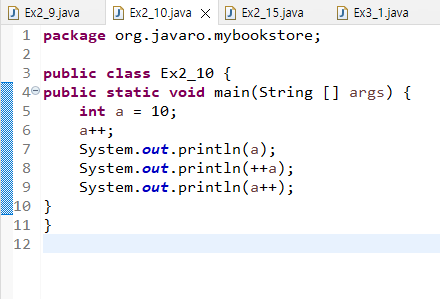 Ex2_9.java Ex2_10.java Ex2_15.java Ex3_1.java
1 package org.javaro.mybookstore;
2
3 public class Ex2_10 {
4 public static void main(String [] args) {
5     int a = 10;
6     a++;
7     System.out.println(a);
8     System.out.println(++a);
9     System.out.println(a++);
10 }
11 }
12